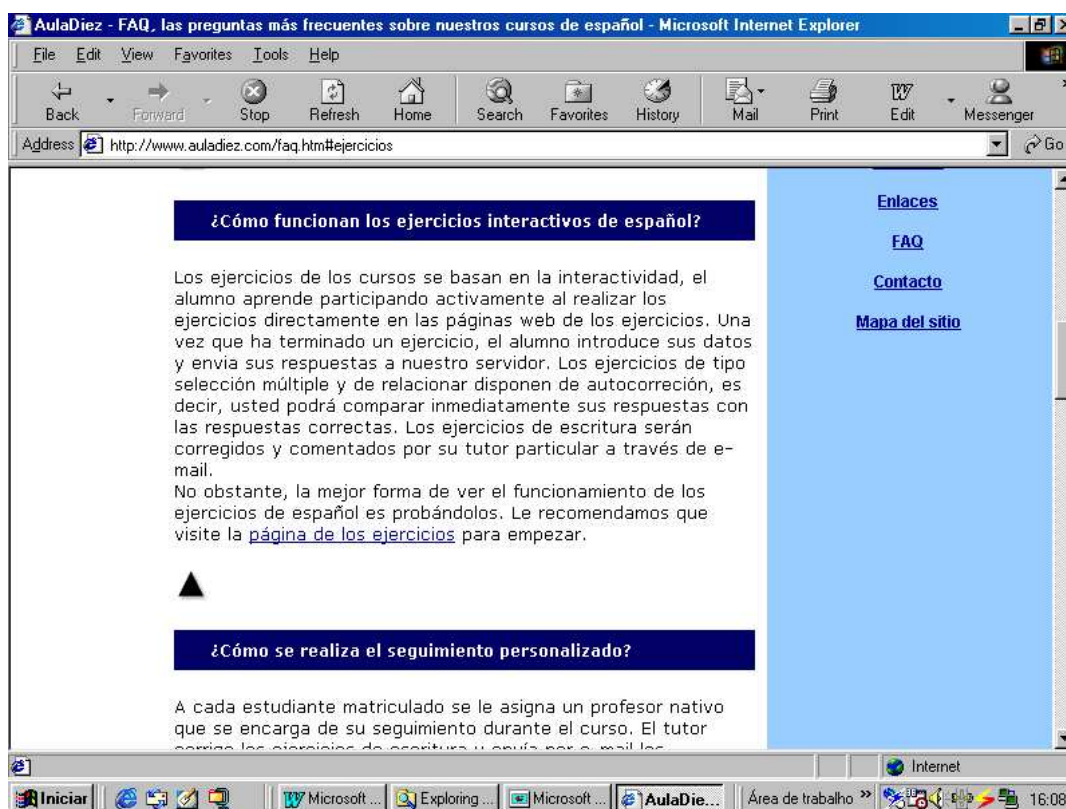 AulaDiez - FAQ, las preguntas más frecuentes sobre nuestros cursos de español - Microsoft Internet Explorer
File Edit View Favorites Tools Help
Back Forward Stop Refresh Home Search Favorites History Mail Print Edit Messenger »
Address http://www.auladiez.com/faq.htm#ejercicios Go
Enlaces
FAQ
Contacto
Mapa del sitio
¿Cómo funcionan los ejercicios interactivos de español?
Los ejercicios de los cursos se basan en la interactividad, el
alumno aprende participando activamente al realizar los
ejercicios directamente en las páginas web de los ejercicios. Una
vez que ha terminado un ejercicio, el alumno introduce sus datos
y envia sus respuestas a nuestro servidor. Los ejercicios de tipo
selección múltiple y de relacionar disponen de autocorreción, es
decir, usted podrá comparar inmediatamente sus respuestas con
las respuestas correctas. Los ejercicios de escritura serán
corregidos y comentados por su tutor particular a través de e-
mail.
No obstante, la mejor forma de ver el funcionamiento de los
ejercicios de español es probándolos. Le recomendamos que
visite la página de los ejercicios para empezar.
¿Cómo se realiza el seguimiento personalizado?
A cada estudiante matriculado se le asigna un profesor nativo
que se encarga de su seguimiento durante el curso. El tutor
corrige los ejercicios de escritura y envía por e-mail los
Internet
Iniciar Microsoft ... Exploring ... Microsoft ... AulaDie... Área de trabalho » 16:08